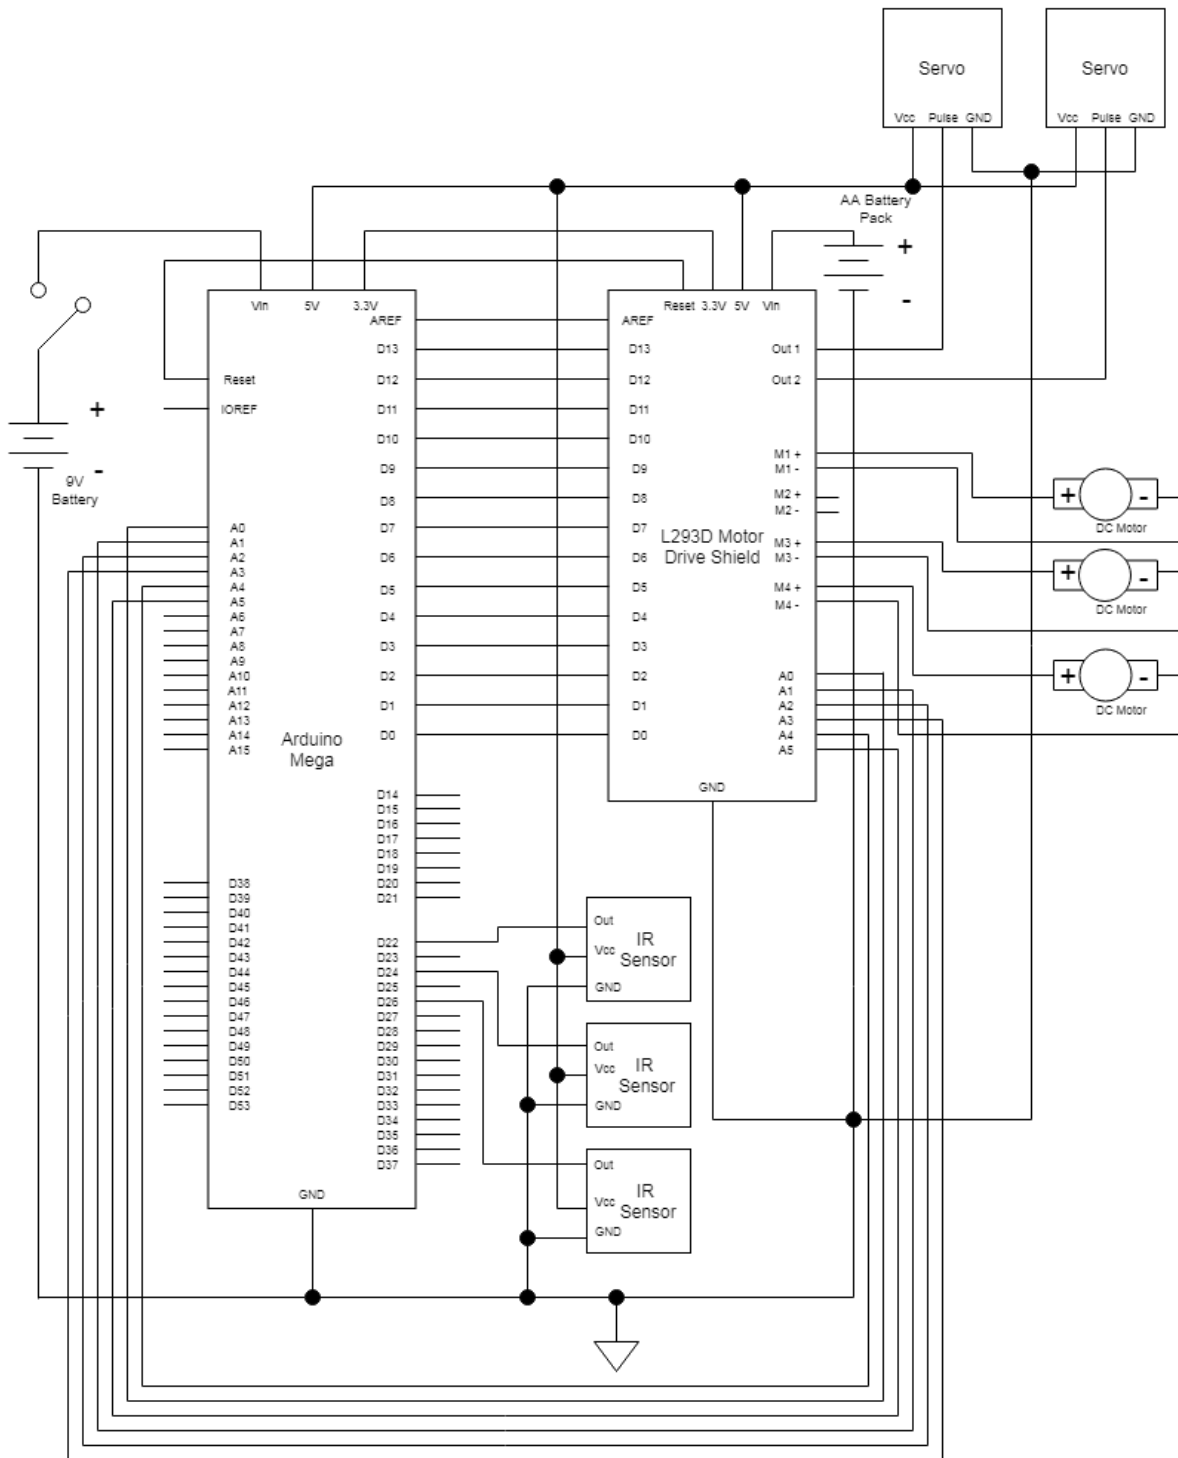 Servo
Vcc Pulse GND
Servo
Vcc Pulse GND
AA Battery
Pack
+
-
+
-
9V
Battery
Vin 5V 3.3V
AREF
D13
Reset
D12
IOREF
D11
D10
D9
D8
A0
D7
A1
A2
D6
A3
A4
D5
A5
A6
D4
A7
A8
D3
A9
A10
D2
A11
A12
D1
A13
A14
D0
A15
Arduino
Mega
D14
D15
D16
D17
D18
D19
D20
D21
D38
D39
D40
D41
D42
D43
D44
D45
D46
D47
D48
D49
D50
D51
D52
D53
D22
D23
D24
D25
D26
D27
D28
D29
D30
D31
D32
D33
D34
D35
D36
D37
GND
Reset 3.3V 5V Vin
AREF
D13
D12
D11
D10
D9
D8
D7
D6
D5
D4
D3
D2
D1
D0
L293D Motor
Drive Shield
Out 1
Out 2
M1 +
M1 -
M2 +
M2 -
M3 +
M3 -
M4 +
M4 -
A0
A1
A2
A3
A4
A5
GND
+ -
DC Motor
+ -
DC Motor
+ -
DC Motor
Out
Vcc
GND
IR
Sensor
Out
Vcc
GND
IR
Sensor
Out
Vcc
GND
IR
Sensor